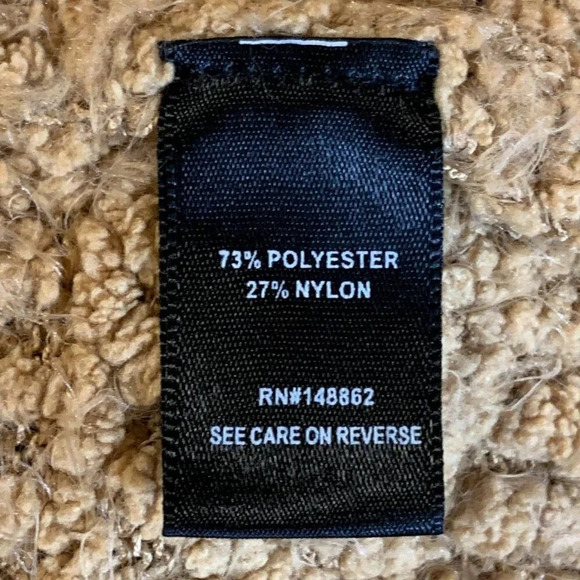 73% POLYESTER
27% NYLON
RN#148862
SEE CARE ON REVERSE